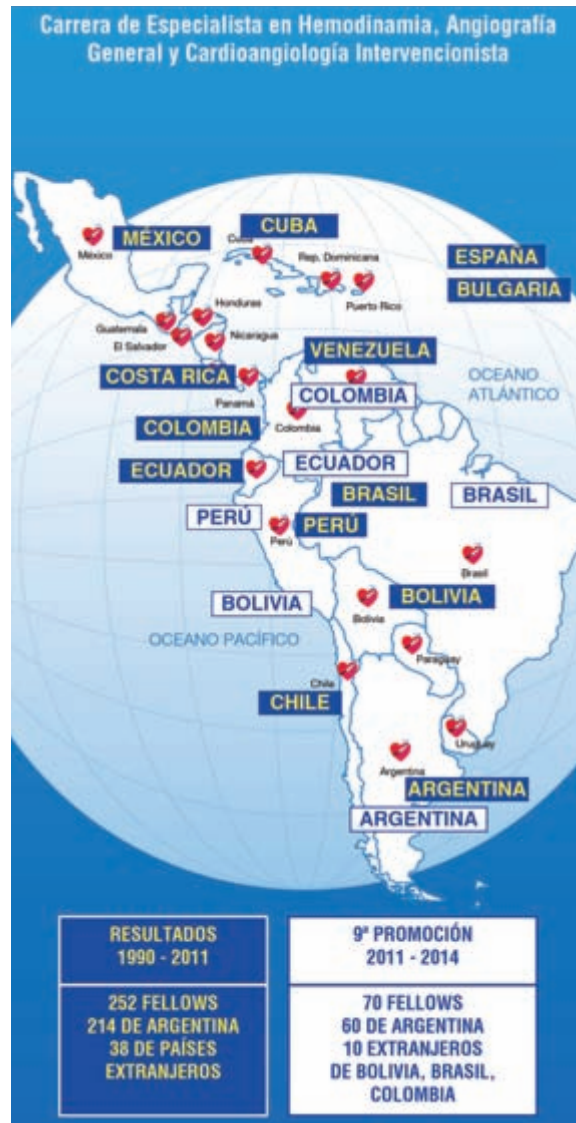 Carrera de Especialista en Hemodinamia, Angiografía
General y Cardioangiología Intervencionista
CUBA
MÉXICO
Cuba
México
Rep. Dominicana
ESPAÑA
BULGARIA
Puerto Rico
Honduras
Guatemala
El Salvador
Nicaragua
VENEZUELA
COSTA RICA
Panamá
COLOMBIA
OCEANO
ATLÁNTICO
COLOMBIA
Colombia
ECUADOR
ECUADOR
BRASIL
BRASIL
PERÚ
PERÚ
Perú
Brasil
BOLIVIA
BOLIVIA
Bolivia
OCEANO PACÍFICO
Paraguay
Chile
CHILE
Uruguay
Argentina
ARGENTINA
ARGENTINA
RESULTADOS
1990 - 2011
252 FELLOWS
214 DE ARGENTINA
38 DE PAÍSES
EXTRANJEROS
9ª PROMOCIÓN
2011 - 2014
70 FELLOWS
60 DE ARGENTINA
10 EXTRANJEROS
DE BOLIVIA, BRASIL,
COLOMBIA